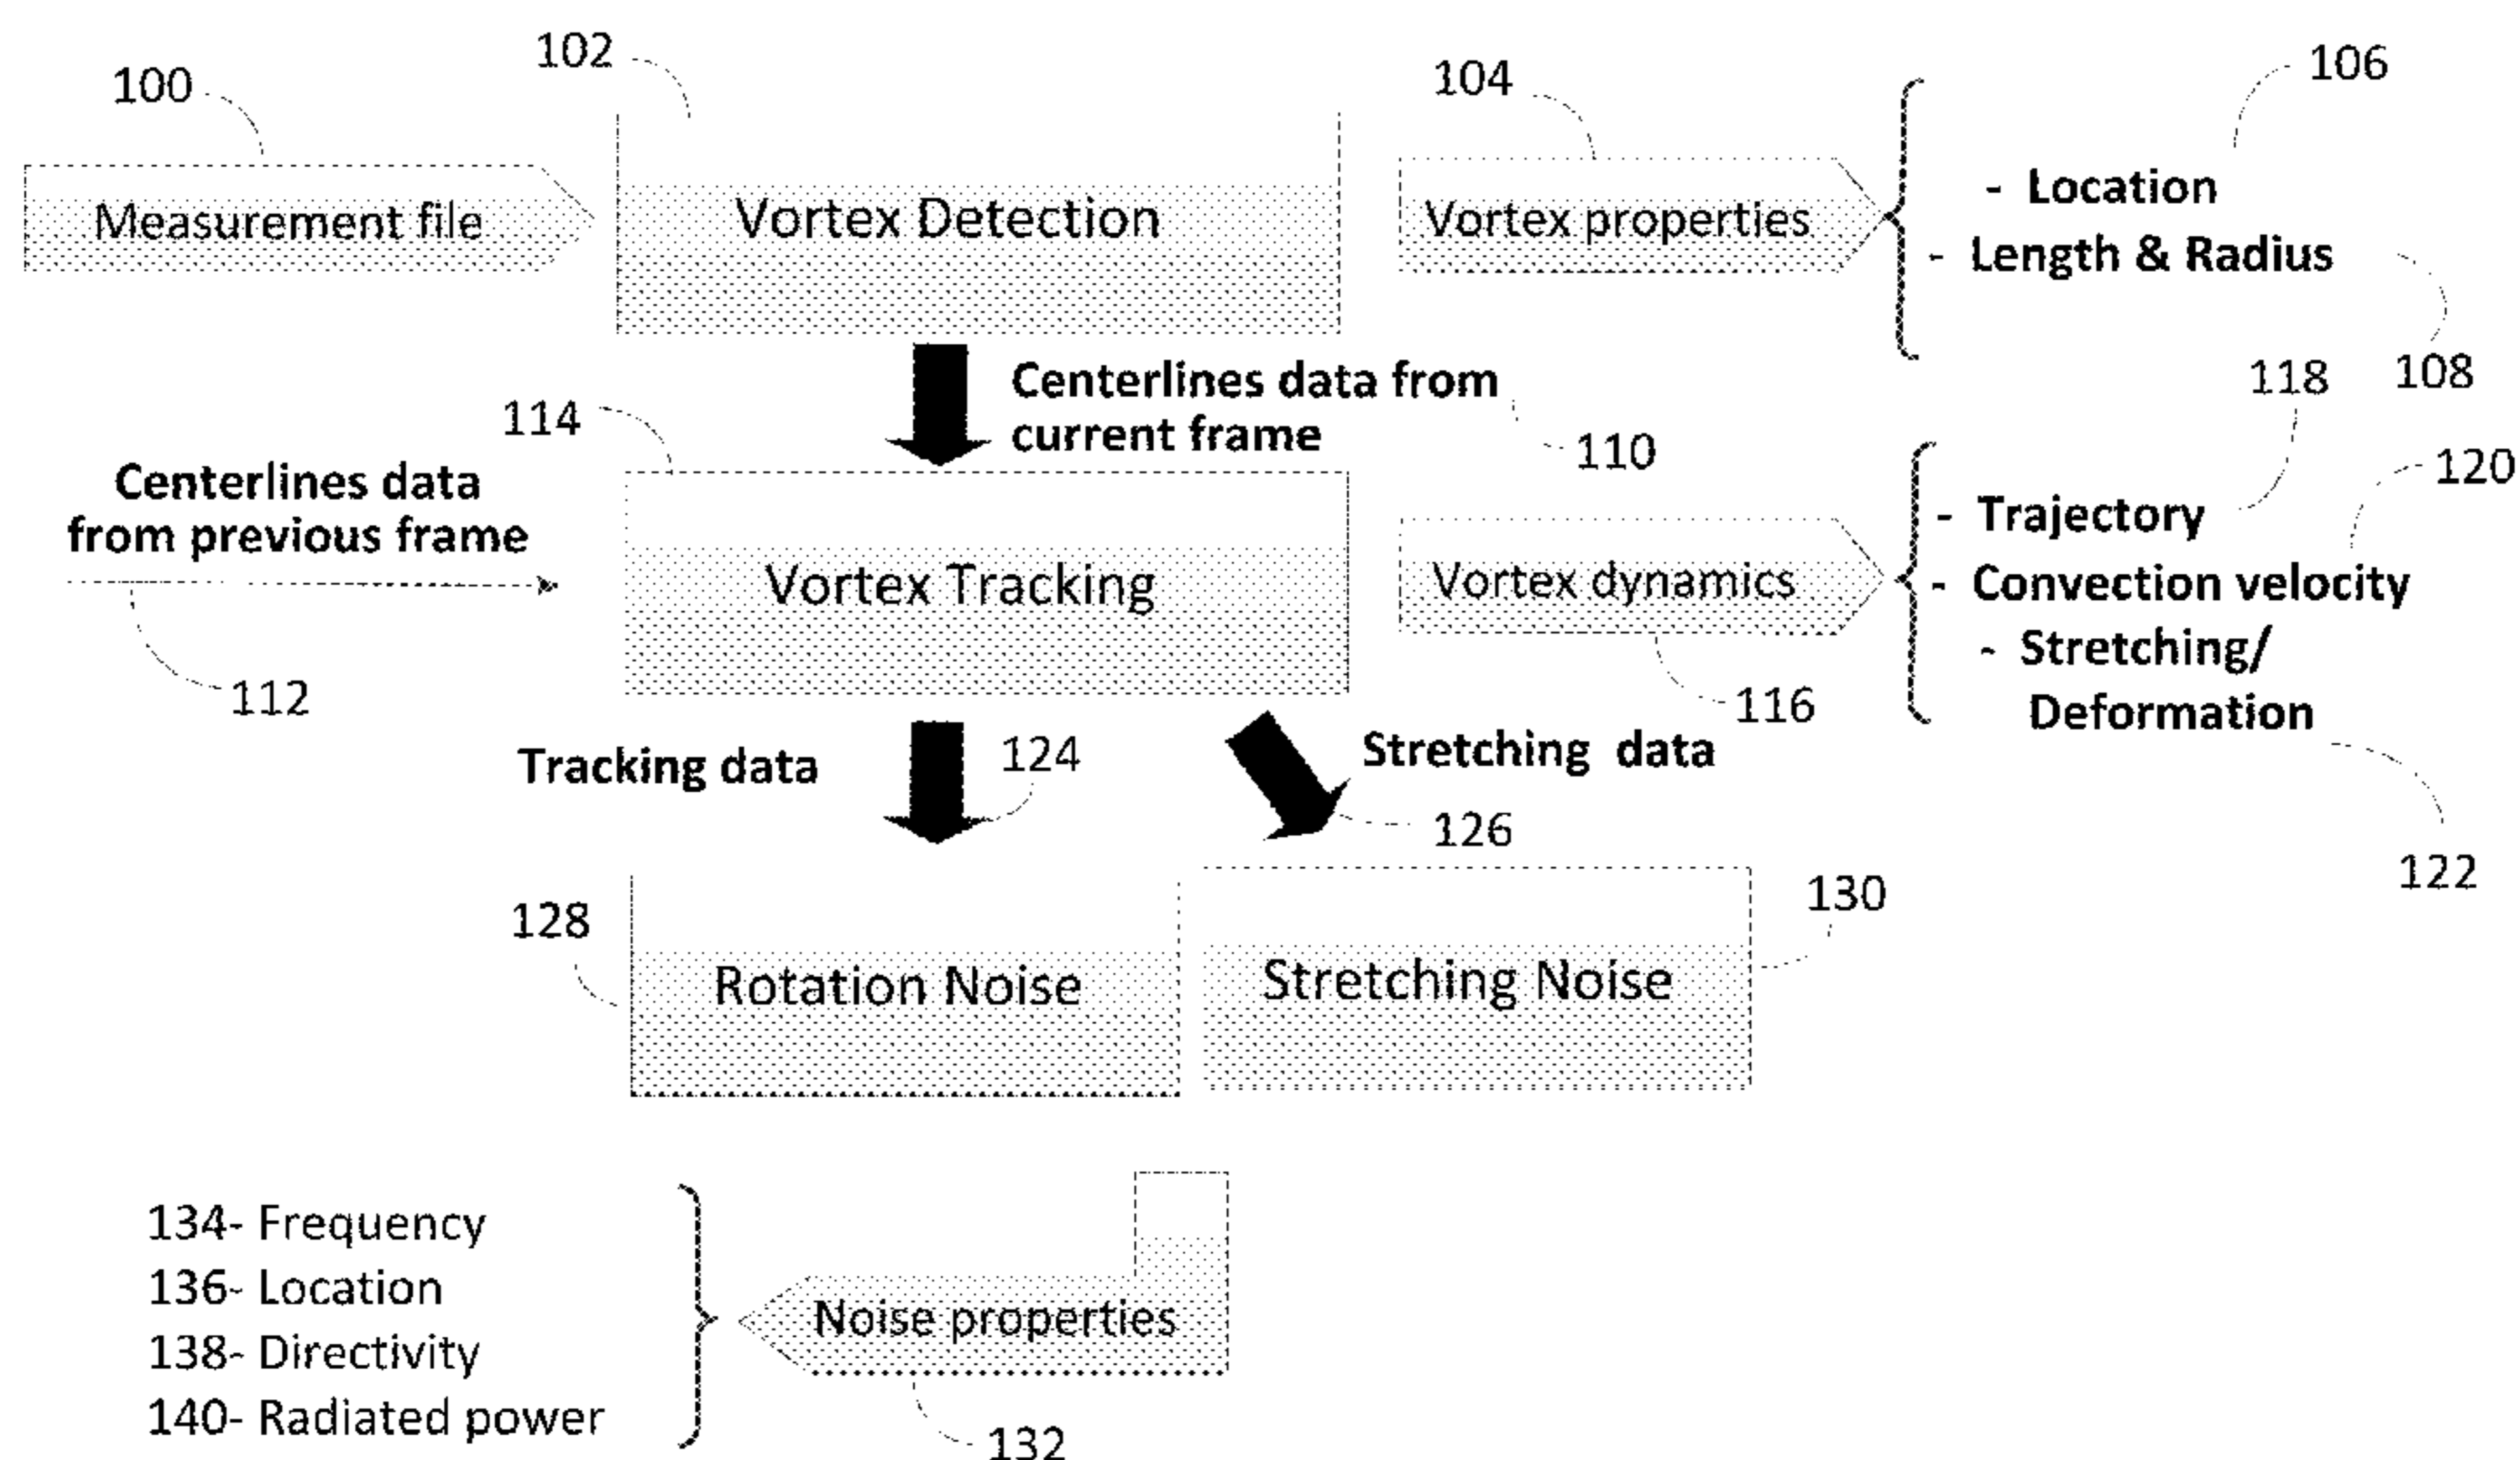 102
100
104
106
Measurement file
Vortex Detection
Vortex properties
- Location
- Length & Radius
108
Centerlines data from
current frame
110
114
118
120
Centerlines data
from previous frame
112
Vortex Tracking
Vortex dynamics
116
- Trajectory
- Convection velocity
- Stretching/
Deformation
122
Tracking data
124
Stretching data
126
128
Rotation Noise
Stretching Noise
130
134- Frequency
136- Location
138- Directivity
140- Radiated power
Noise properties
132